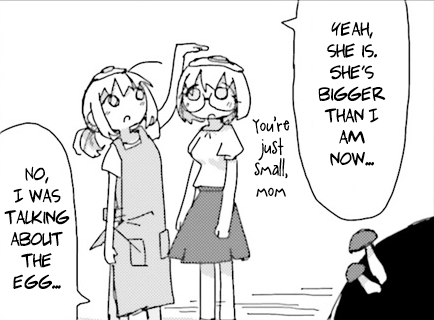 YEAH,
SHE IS.
SHE'S
BIGGER
THAN I
AM
NOW...
You're
just
small,
mom
NO,
I WAS
TALKING
ABOUT
THE
EGG...